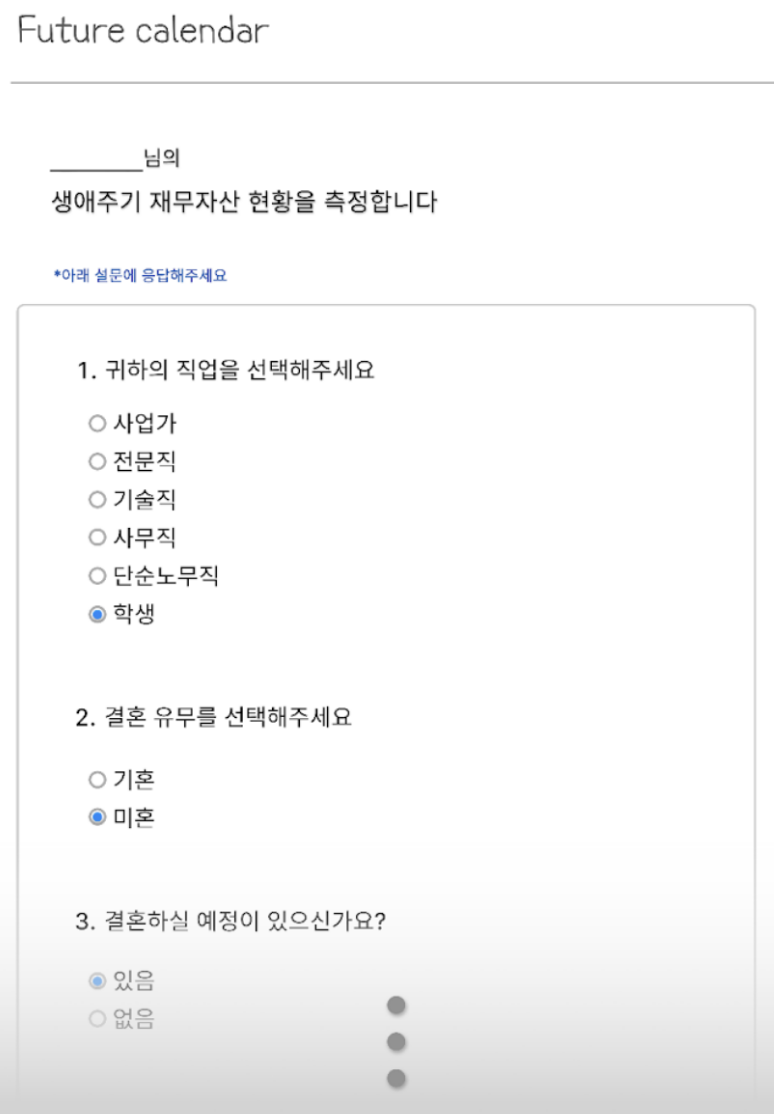 Future calendar
________님의
생애주기 재무자산 현황을 측정합니다
*아래 설문에 응답해주세요
1. 귀하의 직업을 선택해주세요
사업가
전문직
기술직
사무직
단순노무직
학생
2. 결혼 유무를 선택해주세요
기혼
미혼
3. 결혼하실 예정이 있으신가요?
있음
없음